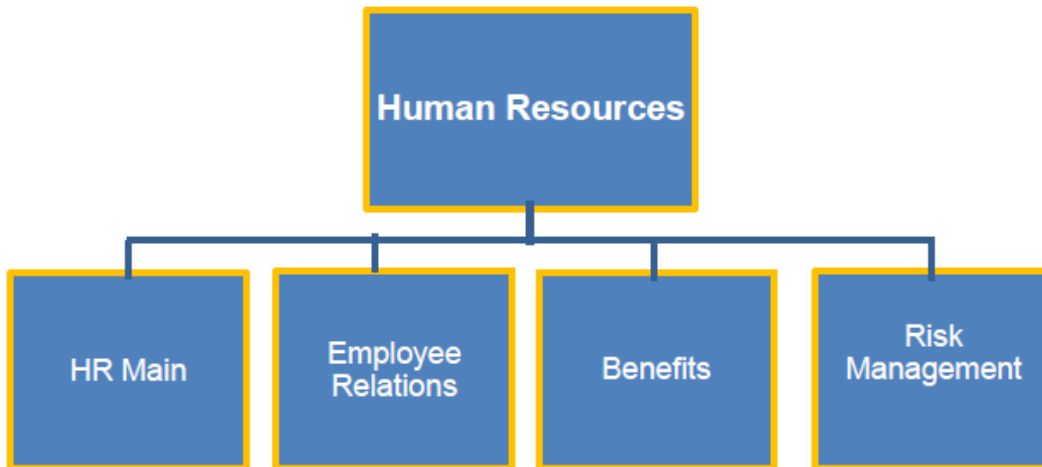 Human Resources
HR Main
Employee
Relations
Benefits
Risk
Management